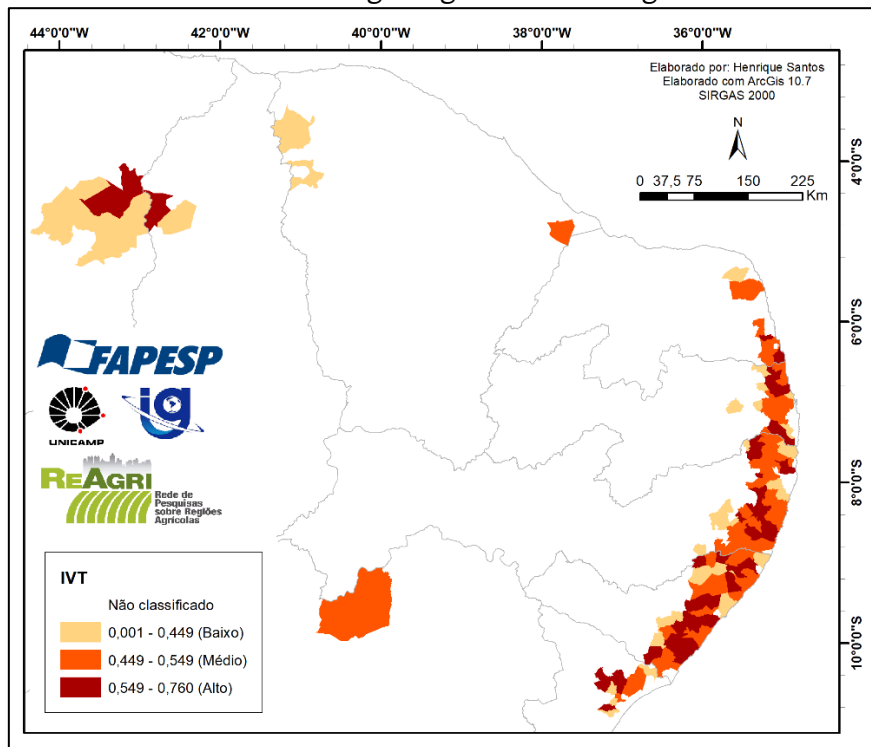 44°0'0"W 42°0'0"W 40°0'0"W 38°0'0"W 36°0'0"W
Elaborado por: Henrique Santos
Elaborado com ArcGis 10.7
SIRGAS 2000
N
0 37,5 75 150 225
Km
4°0'0"S
6°0'0"S
8°0'0"S
10°0'0"S
FAPESP
UNICAMP
ig
REAGRI
Rede de
Pesquisas
sobre Regiões
Agrícolas
IVT
Não classificado
0,001 - 0,449 (Baixo)
0,449 - 0,549 (Médio)
0,549 - 0,760 (Alto)